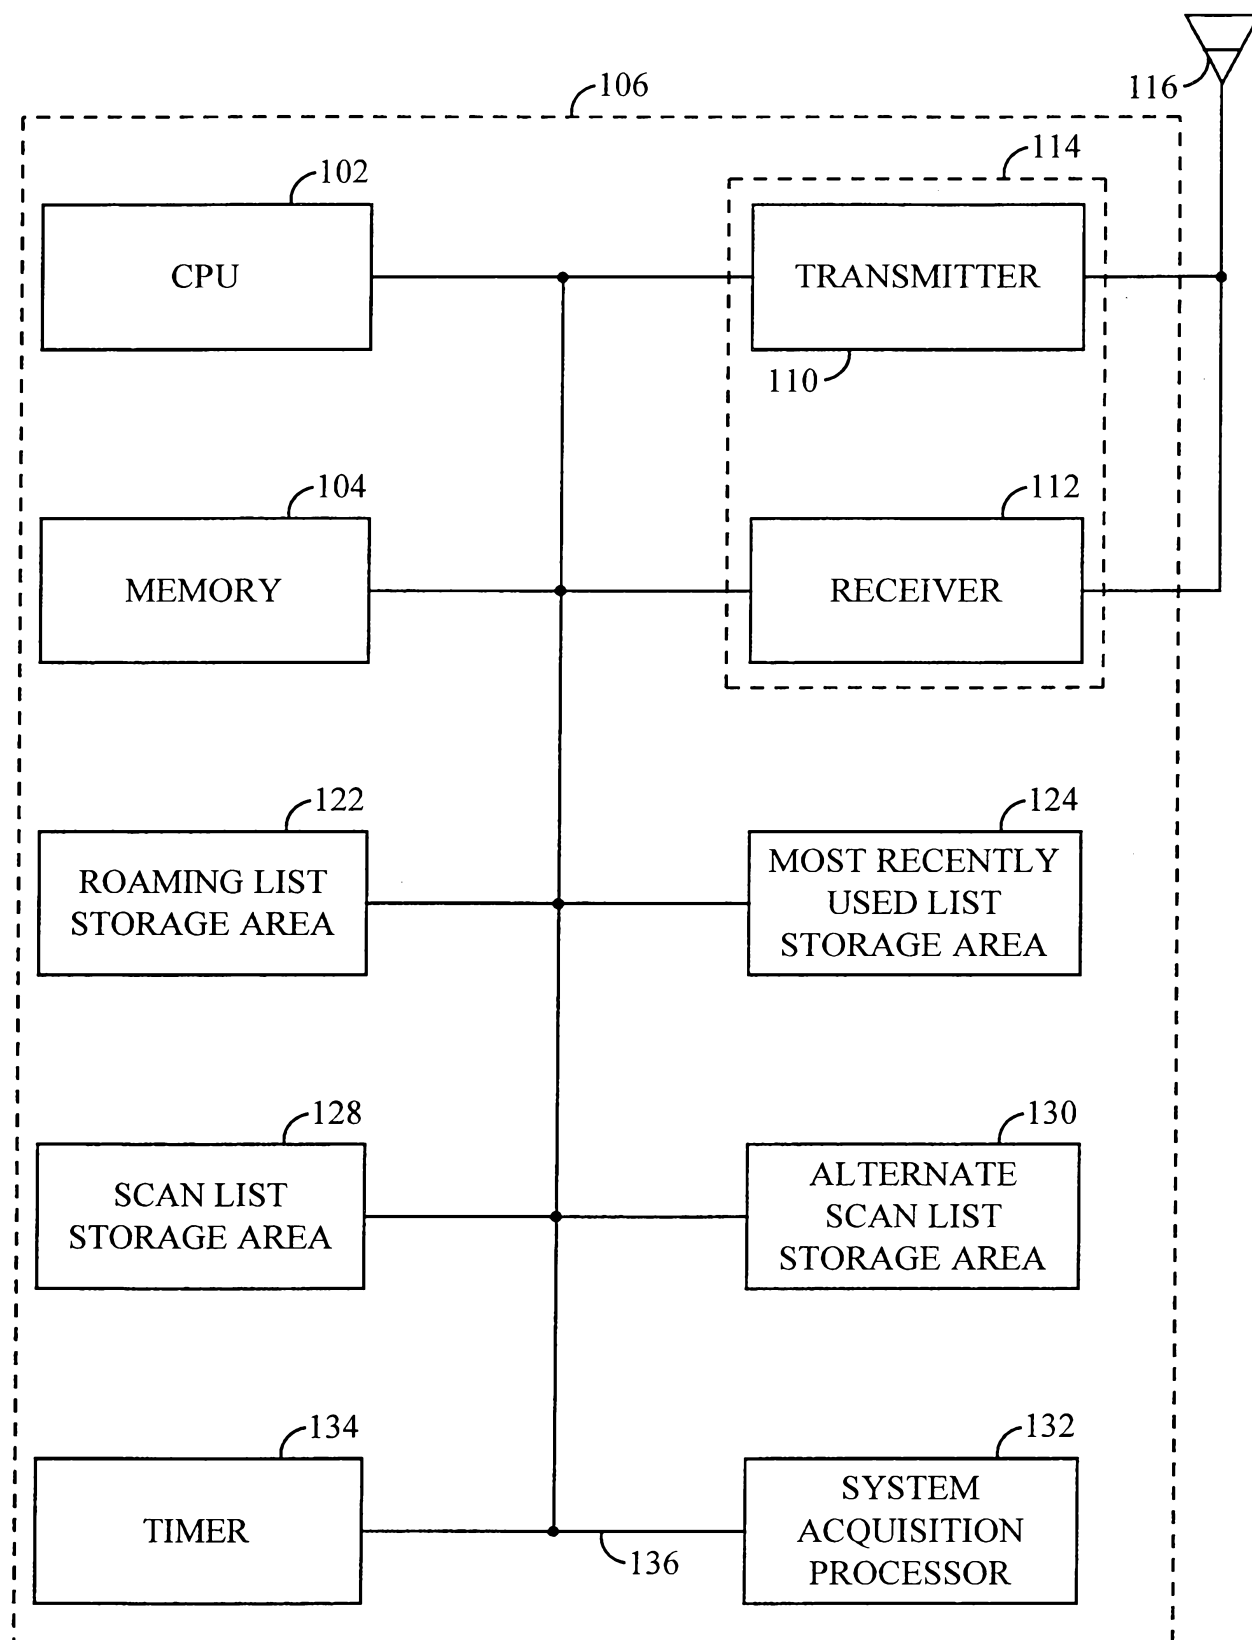 116
106
114
102
CPU
TRANSMITTER
110
104
112
MEMORY
RECEIVER
122
124
ROAMING LIST
STORAGE AREA
MOST RECENTLY
USED LIST
STORAGE AREA
128
130
SCAN LIST
STORAGE AREA
ALTERNATE
SCAN LIST
STORAGE AREA
134
132
TIMER
136
SYSTEM
ACQUISITION
PROCESSOR